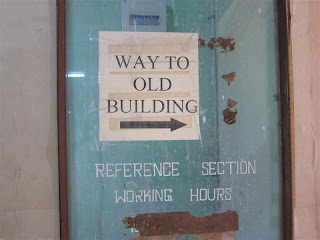 WAY TO
OLD
BUILDING
REFERENCE SECTION
WORKING HOURS